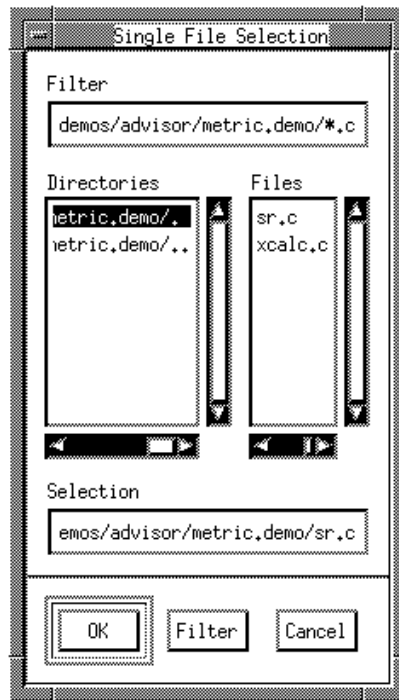 Single File Selection
Filter
demos/advisor/metric.demo/*.c
Directories
Files
etric.demo/.
etric.demo/..
sr.c
xcalc.c
Selection
emos/advisor/metric.demo/sr.c
OK
Filter
Cancel